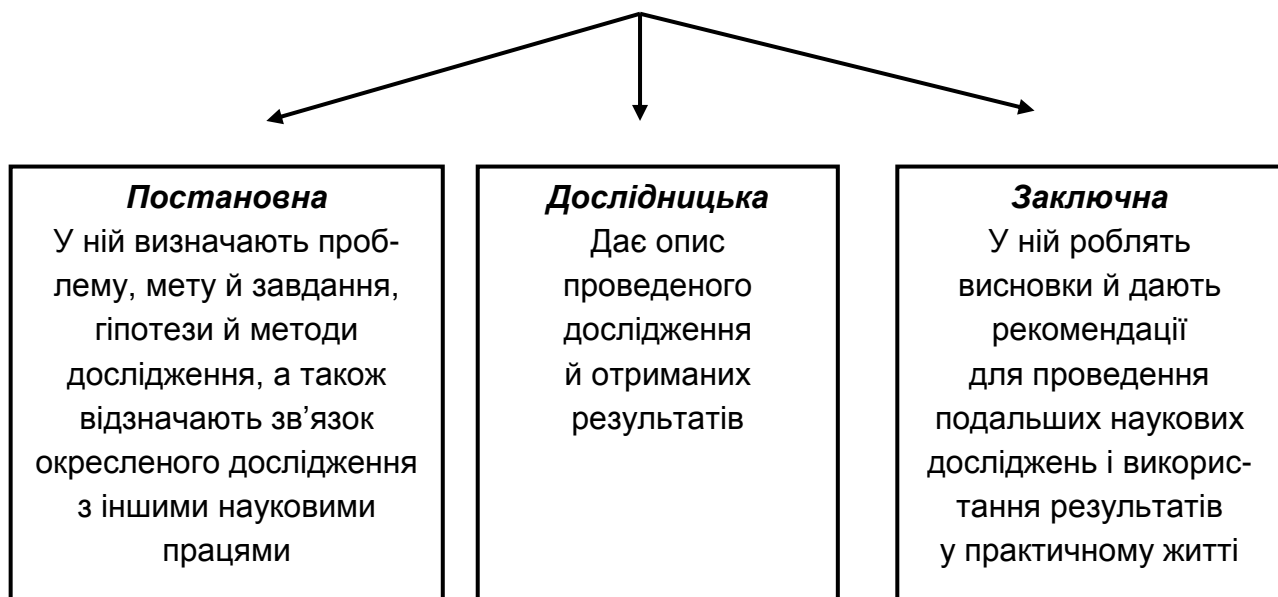 Постановна
У ній визначають проб-
лему, мету й завдання,
гіпотези й методи
дослідження, а також
відзначають зв’язок
окресленого дослідження
з іншими науковими
працями
Дослідницька
Дає опис
проведеного
дослідження
й отриманих
результатів
Заключна
У ній роблять
висновки й дають
рекомендації
для проведення
подальших наукових
досліджень і викорис-
тання результатів
у практичному житті